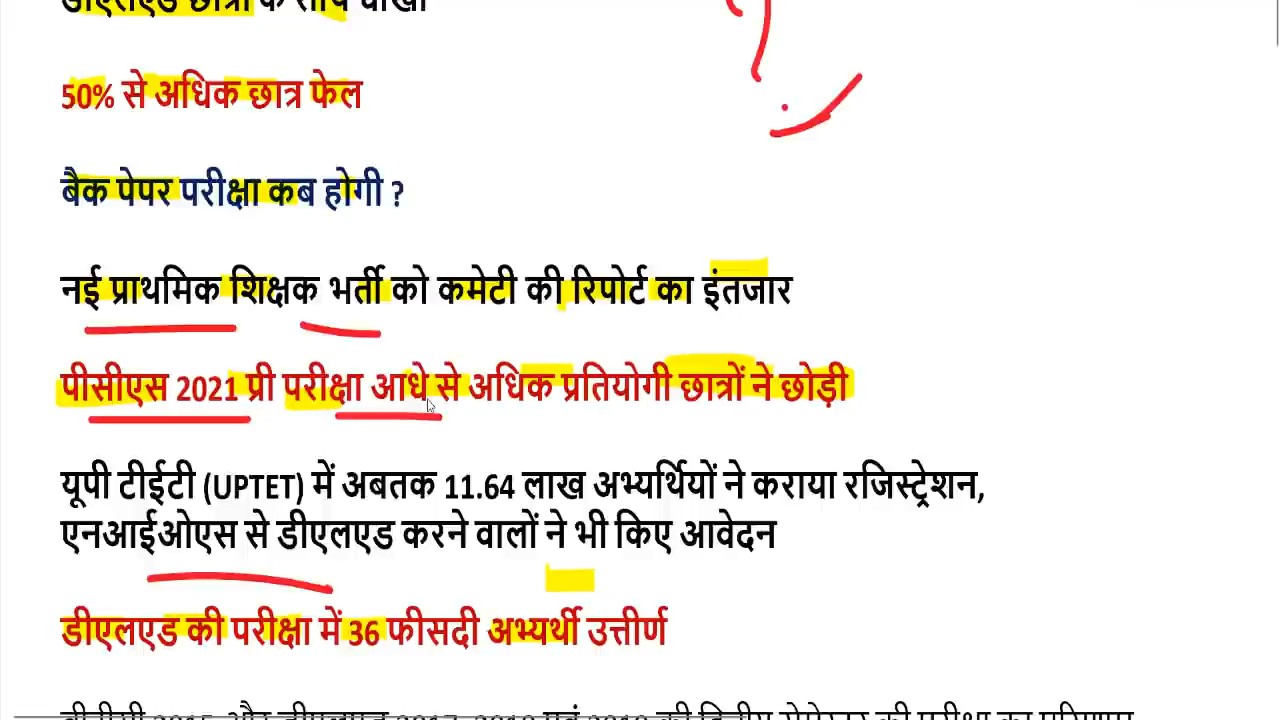 डीएलएड छात्रों के साथ धोखा
50% से अधिक छात्र फेल
बैक पेपर परीक्षा कब होगी ?
नई प्राथमिक शिक्षक भर्ती को कमेटी की रिपोर्ट का इंतजार
पीसीएस 2021 प्री परीक्षा आधे से अधिक प्रतियोगी छात्रों ने छोड़ी
यूपी टीईटी (UPTET) में अबतक 11.64 लाख अभ्यर्थियों ने कराया रजिस्ट्रेशन,
एनआईओएस से डीएलएड करने वालों ने भी किए आवेदन
डीएलएड की परीक्षा में 36 फीसदी अभ्यर्थी उत्तीर्ण